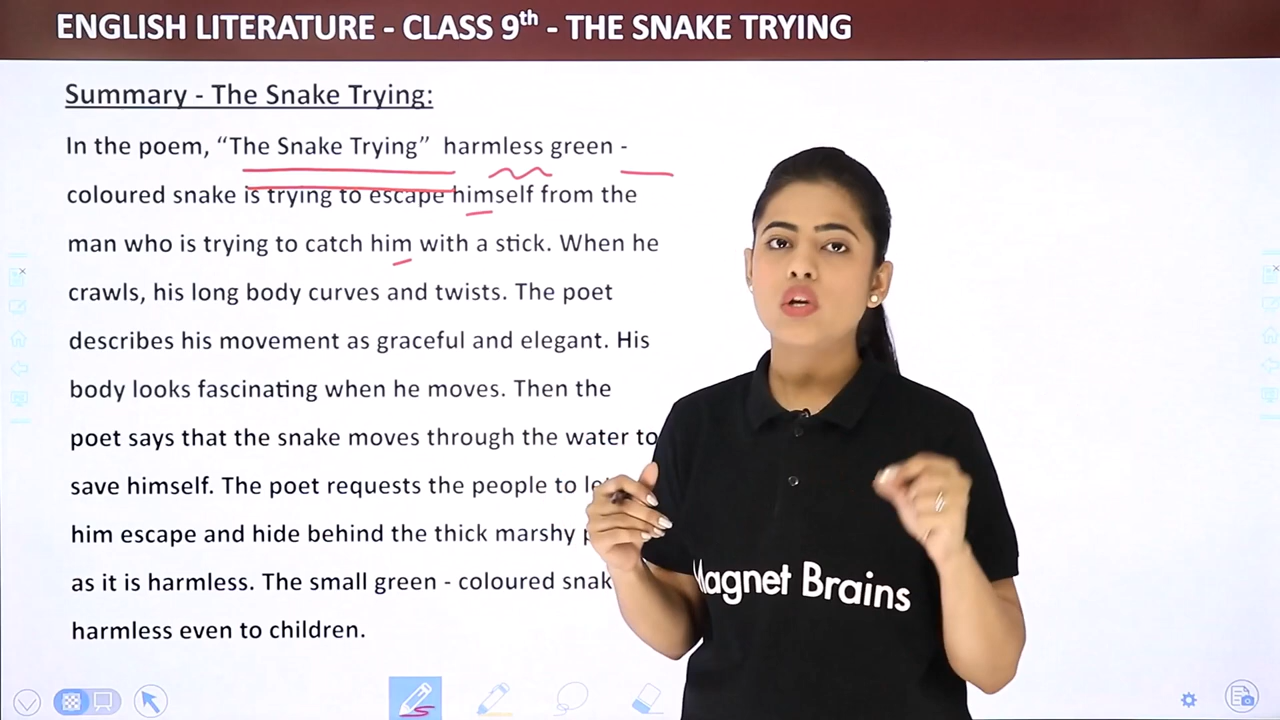 ENGLISH LITERATURE - CLASS 9th - THE SNAKE TRYING
Summary - The Snake Trying:
In the poem, “The Snake Trying” harmless green -
coloured snake is trying to escape himself from the
man who is trying to catch him with a stick. When he
crawls, his long body curves and twists. The poet
describes his movement as graceful and elegant. His
body looks fascinating when he moves. Then the
poet says that the snake moves through the water to
save himself. The poet requests the people to
him escape and hide behind the thick marshy
as it is harmless. The small green - coloured
harmless even to children.
Magnet Brains